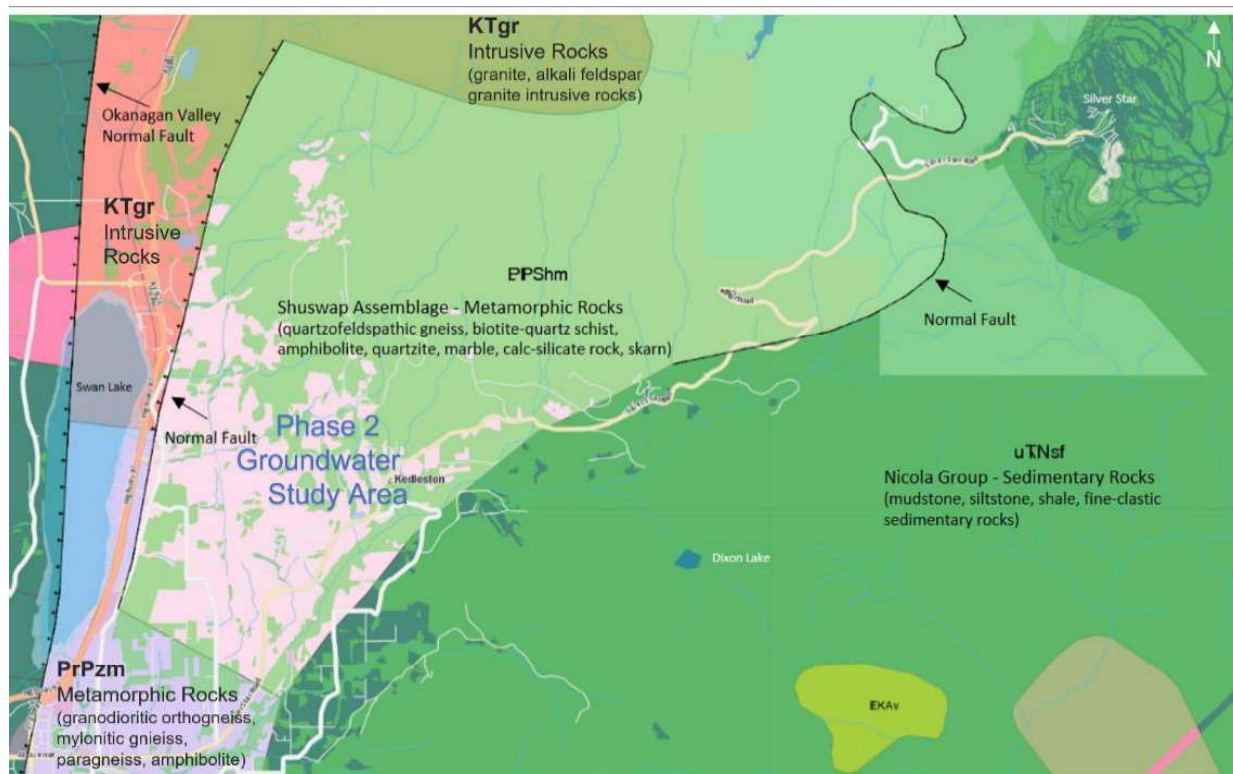 KTgr
Intrusive Rocks
(granite, alkali feldspar
granite intrusive rocks)
N
Silver Star
Okanagan Valley
Normal Fault
KTgr
Intrusive
Rocks
Shuswap Assemblage - Metamorphic Rocks
(quartzofeldspathic gneiss, biotite-quartz schist,
amphibolite, quartzite, marble, calc-silicate rock, skarn)
Normal Fault
Swan Lake
Normal Fault
Phase 2
Groundwater
Study Area
Kedleston
uTNsf
Nicola Group - Sedimentary Rocks
(mudstone, siltstone, shale, fine-clastic
sedimentary rocks)
Dixon Lake
EKAv
PrPzm
Metamorphic Rocks
(granodioritic orthogneiss,
mylonitic gnieiss,
paragneiss, amphibolite)